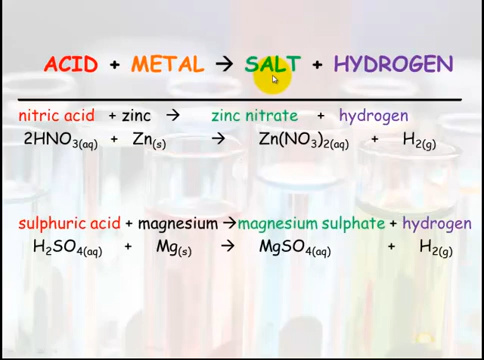 ACID + METAL → SALT + HYDROGEN
nitric acid + zinc → zinc nitrate + hydrogen
2HNO₃₍aq₎ + Zn₍s₎ → Zn(NO₃)₂₍aq₎ + H₂₍g₎
sulphuric acid + magnesium → magnesium sulphate + hydrogen
H₂SO₄₍aq₎ + Mg₍s₎ → MgSO₄₍aq₎ + H₂₍g₎